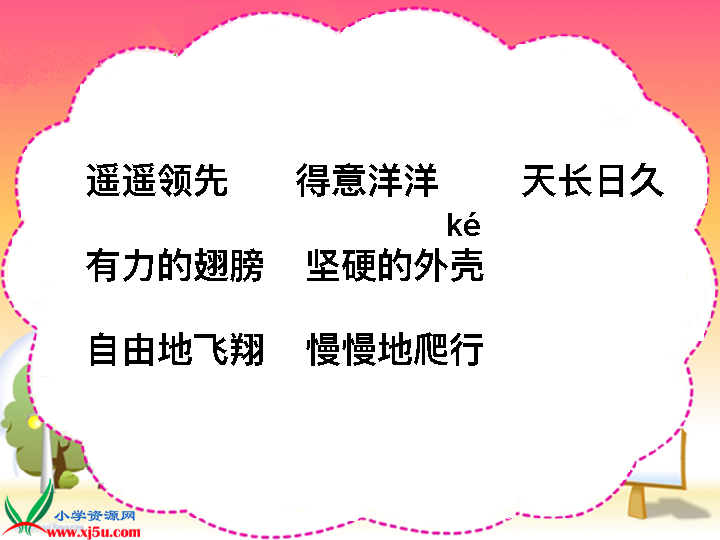 遥遥领先 得意洋洋 天长日久
ké
有力的翅膀 坚硬的外壳
自由地飞翔 慢慢地爬行
小学资源网
www.xj5u.com